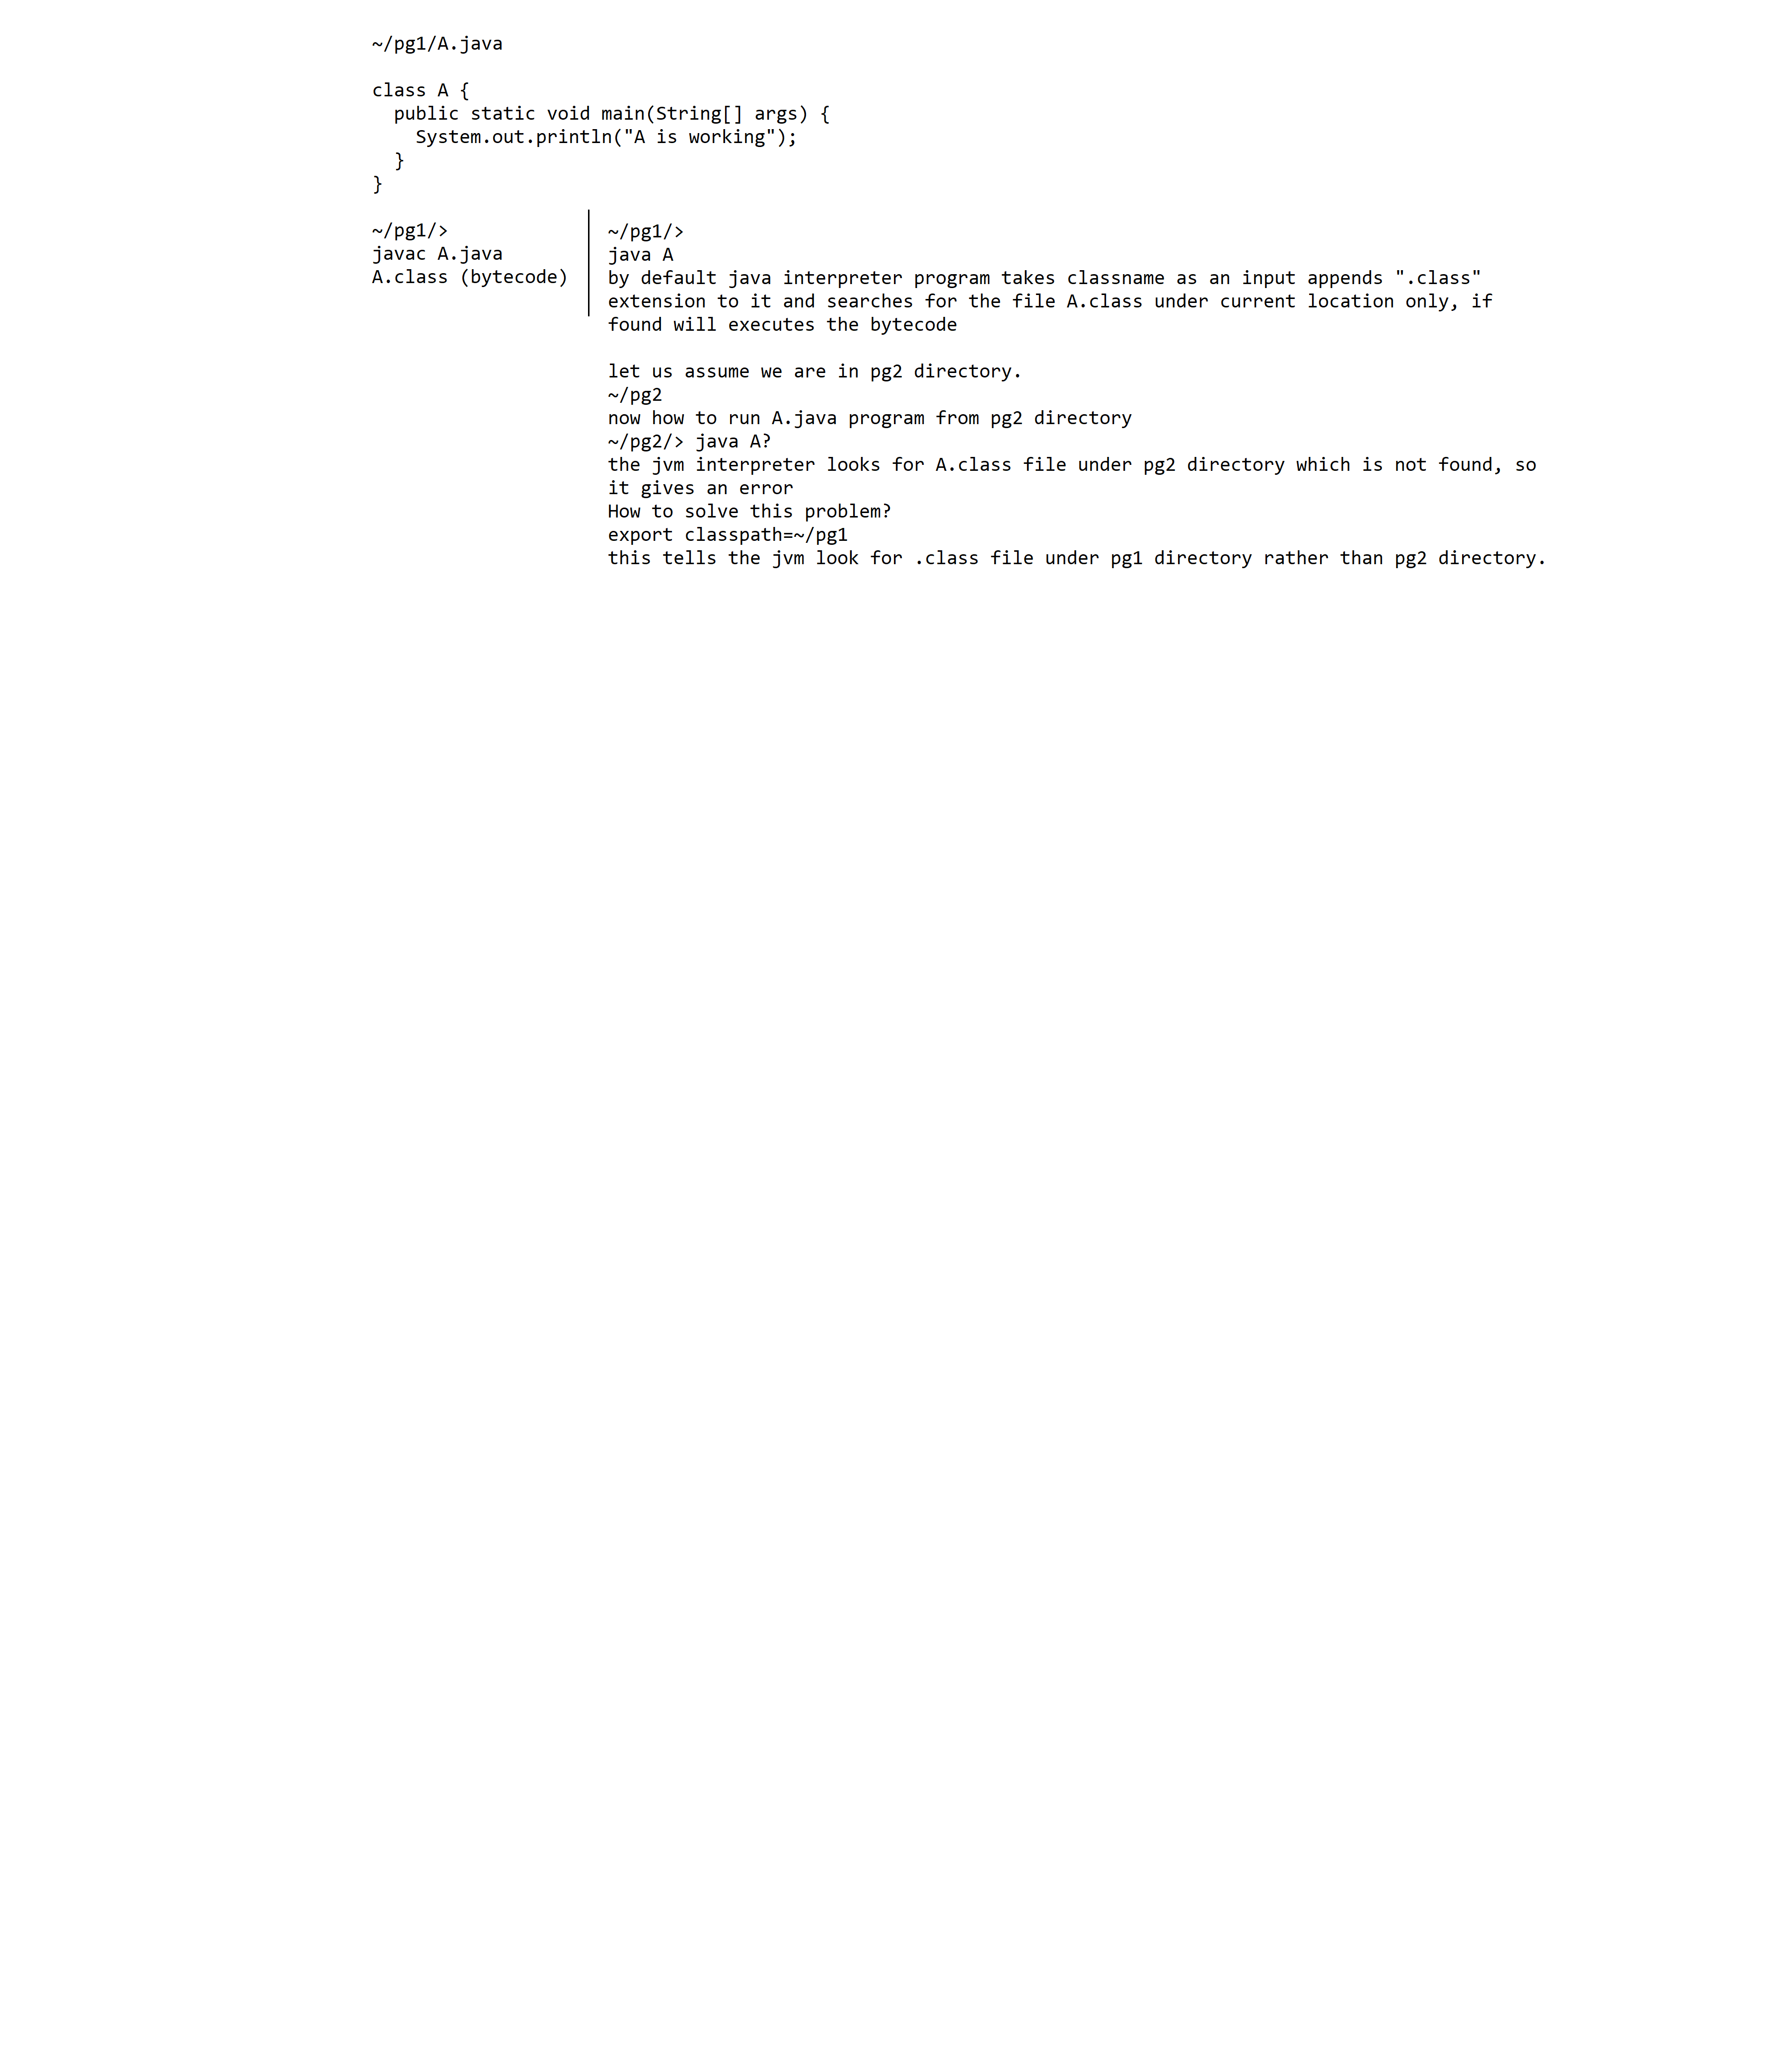 ~/pg1/A.java
class A {
  public static void main(String[] args) {
    System.out.println("A is working");
  }
}
~/pg1/>
javac A.java
A.class (bytecode)
~/pg1/>
java A
by default java interpreter program takes classname as an input appends ".class"
extension to it and searches for the file A.class under current location only, if
found will executes the bytecode
let us assume we are in pg2 directory.
~/pg2
now how to run A.java program from pg2 directory
~/pg2/> java A?
the jvm interpreter looks for A.class file under pg2 directory which is not found, so
it gives an error
How to solve this problem?
export classpath=~/pg1
this tells the jvm look for .class file under pg1 directory rather than pg2 directory.